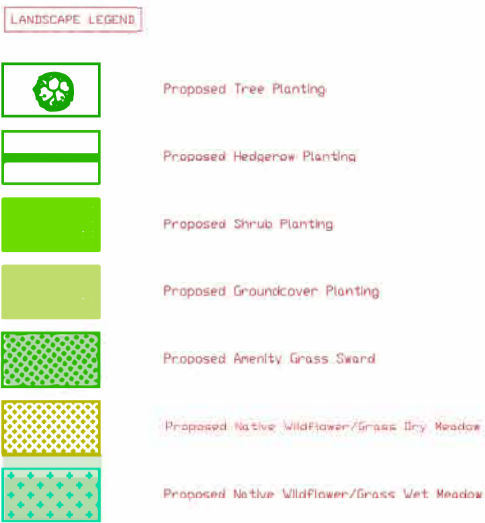 LANDSCAPE LEGEND
Proposed Tree Planting
Proposed Hedgerow Planting
Proposed Shrub Planting
Proposed Groundcover Planting
Proposed Amenity Grass Sward
Proposed Native Wildflower/Grass Dry Meadow
Proposed Native Wildflower/Grass Wet Meadow